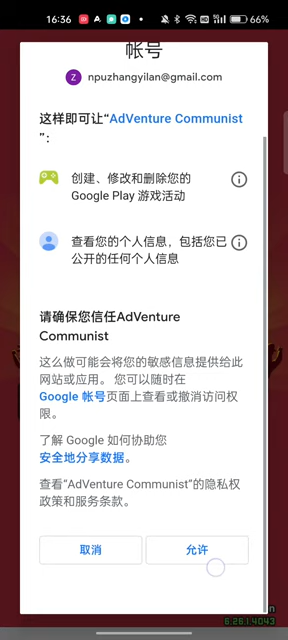 16:36
66%
帐号
Z npuzhangyilan@gmail.com
这样即可让“AdVenture Communist
”：
创建、修改和删除您的
Google Play 游戏活动
查看您的个人信息，包括您已
公开的任何个人信息
请确保您信任AdVenture
Communist
这么做可能会将您的敏感信息提供给此
网站或应用。 您可以随时在
Google 帐号页面上查看或撤消访问权
限。
了解 Google 如何协助您
安全地分享数据。
查看“AdVenture Communist”的隐私权
政策和服务条款。
取消
允许
6.28.1.4043